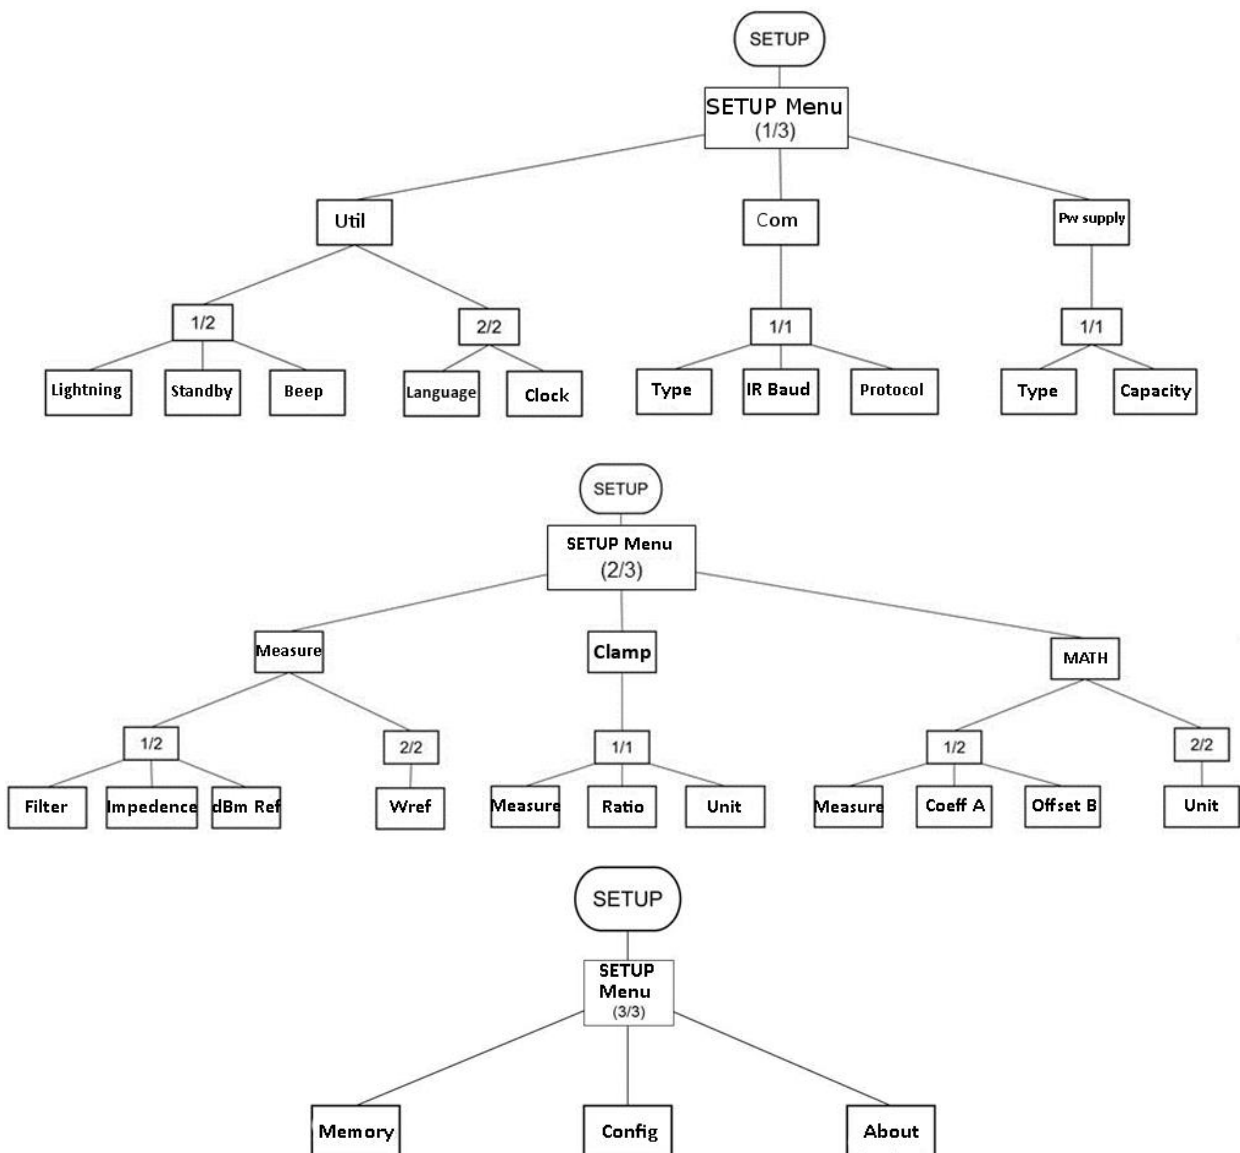 SETUP
SETUP Menu
(1/3)
Util
Com
Pw supply
1/2
2/2
1/1
1/1
Lightning
Standby
Beep
Language
Clock
Type
IR Baud
Protocol
Type
Capacity
SETUP
SETUP Menu
(2/3)
Measure
Clamp
MATH
1/2
2/2
1/1
1/2
2/2
Filter
Impedence
dBm Ref
Wref
Measure
Ratio
Unit
Measure
Coeff A
Offset B
Unit
SETUP
SETUP
Menu
(3/3)
Memory
Config
About